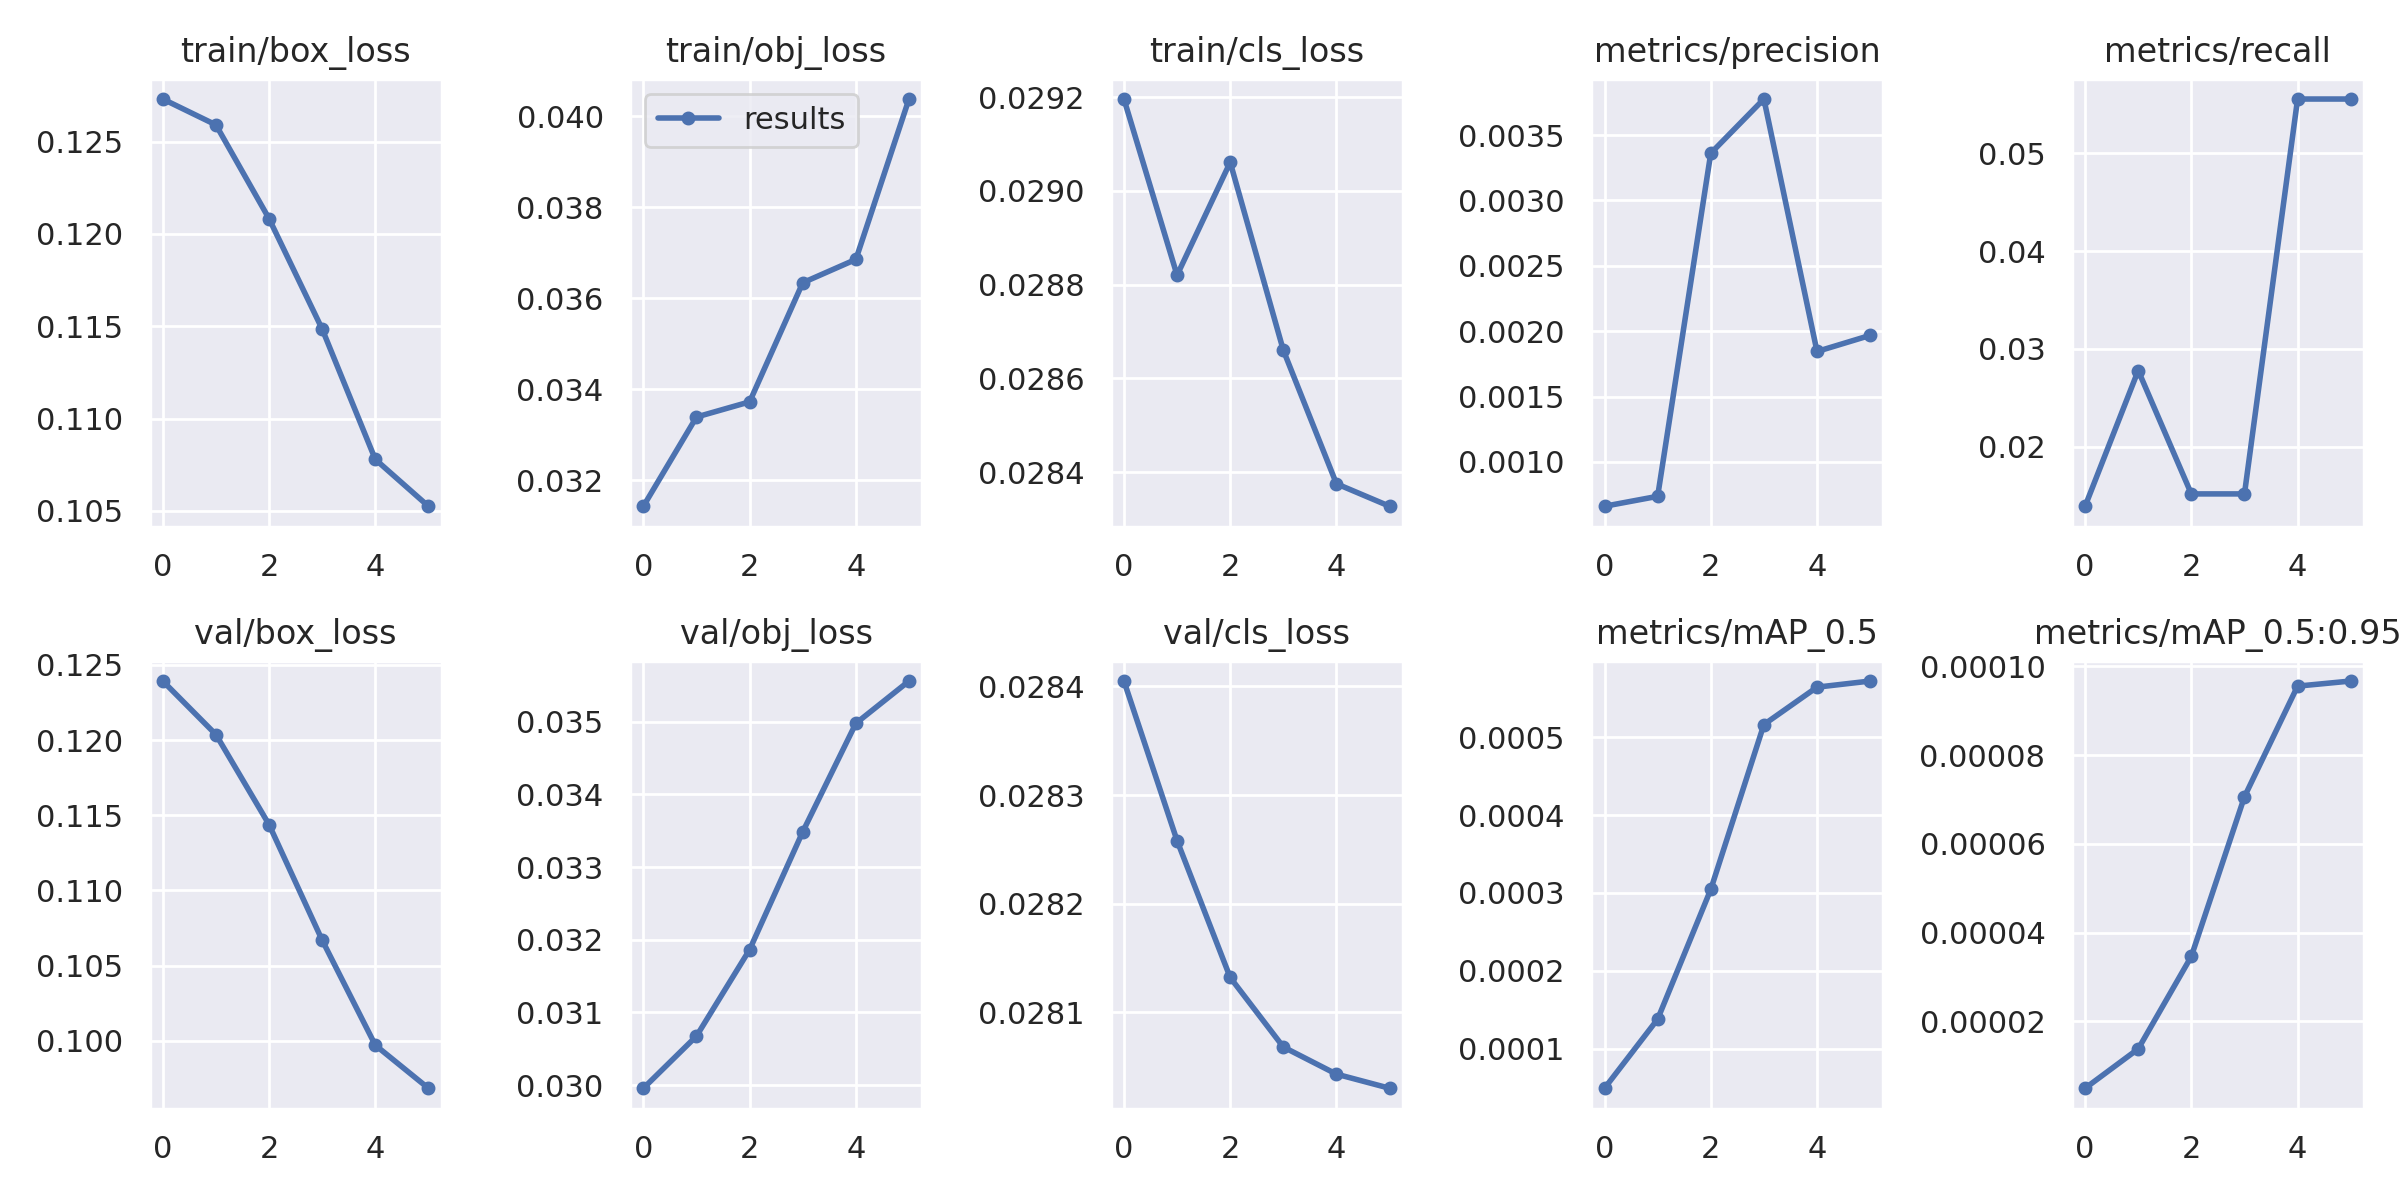 train/box_loss
0.125
0.120
0.115
0.110
0.105
0 2 4
train/obj_loss
results
0.040
0.038
0.036
0.034
0.032
0 2 4
train/cls_loss
0.0292
0.0290
0.0288
0.0286
0.0284
0 2 4
metrics/precision
0.0035
0.0030
0.0025
0.0020
0.0015
0.0010
0 2 4
metrics/recall
0.05
0.04
0.03
0.02
0 2 4
val/box_loss
0.125
0.120
0.115
0.110
0.105
0.100
0 2 4
val/obj_loss
0.035
0.034
0.033
0.032
0.031
0.030
0 2 4
val/cls_loss
0.0284
0.0283
0.0282
0.0281
0 2 4
metrics/mAP_0.5
0.0005
0.0004
0.0003
0.0002
0.0001
0 2 4
metrics/mAP_0.5:0.95
0.00010
0.00008
0.00006
0.00004
0.00002
0 2 4